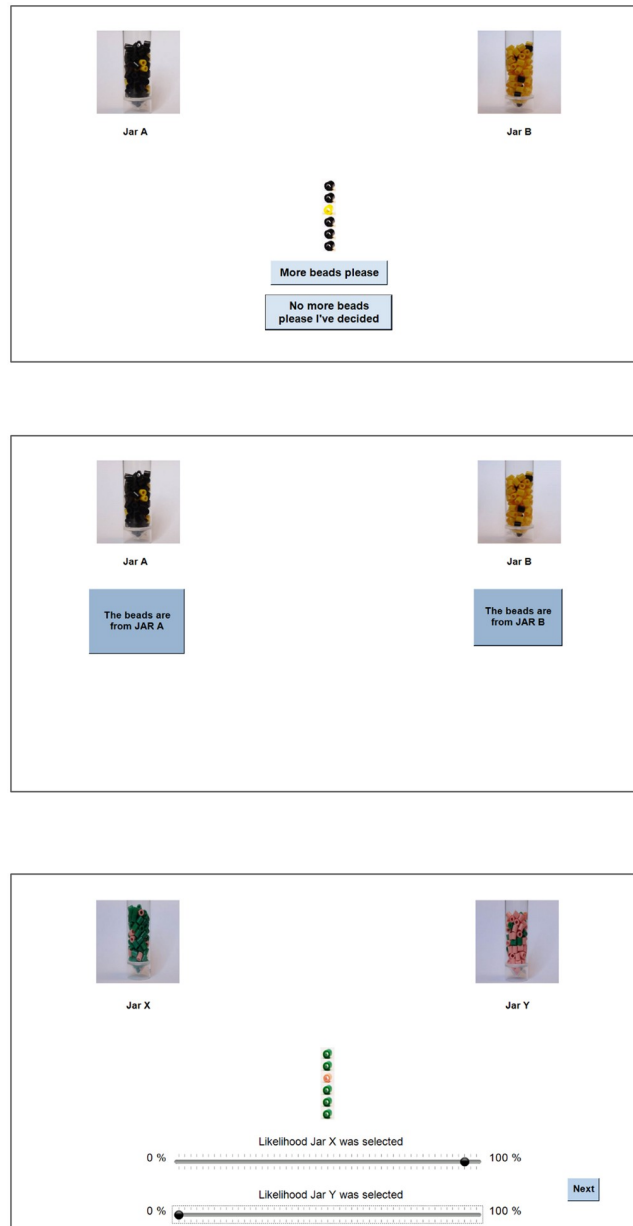 Jar A
Jar B
More beads please
No more beads
please I've decided
Jar A
Jar B
The beads are
from JAR A
The beads are
from JAR B
Jar X
Jar Y
Likelihood Jar X was selected
0 %
100 %
Likelihood Jar Y was selected
0 %
100 %
Next